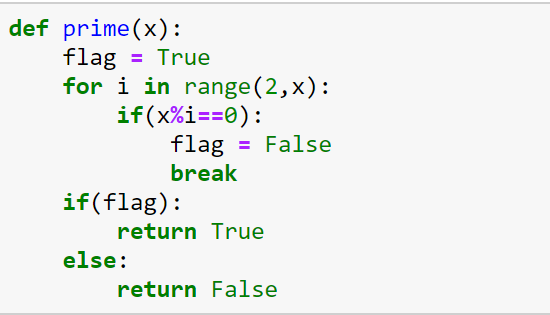 def prime(x):
    flag = True
    for i in range(2,x):
        if(x%i==0):
            flag = False
            break
    if(flag):
        return True
    else:
        return False